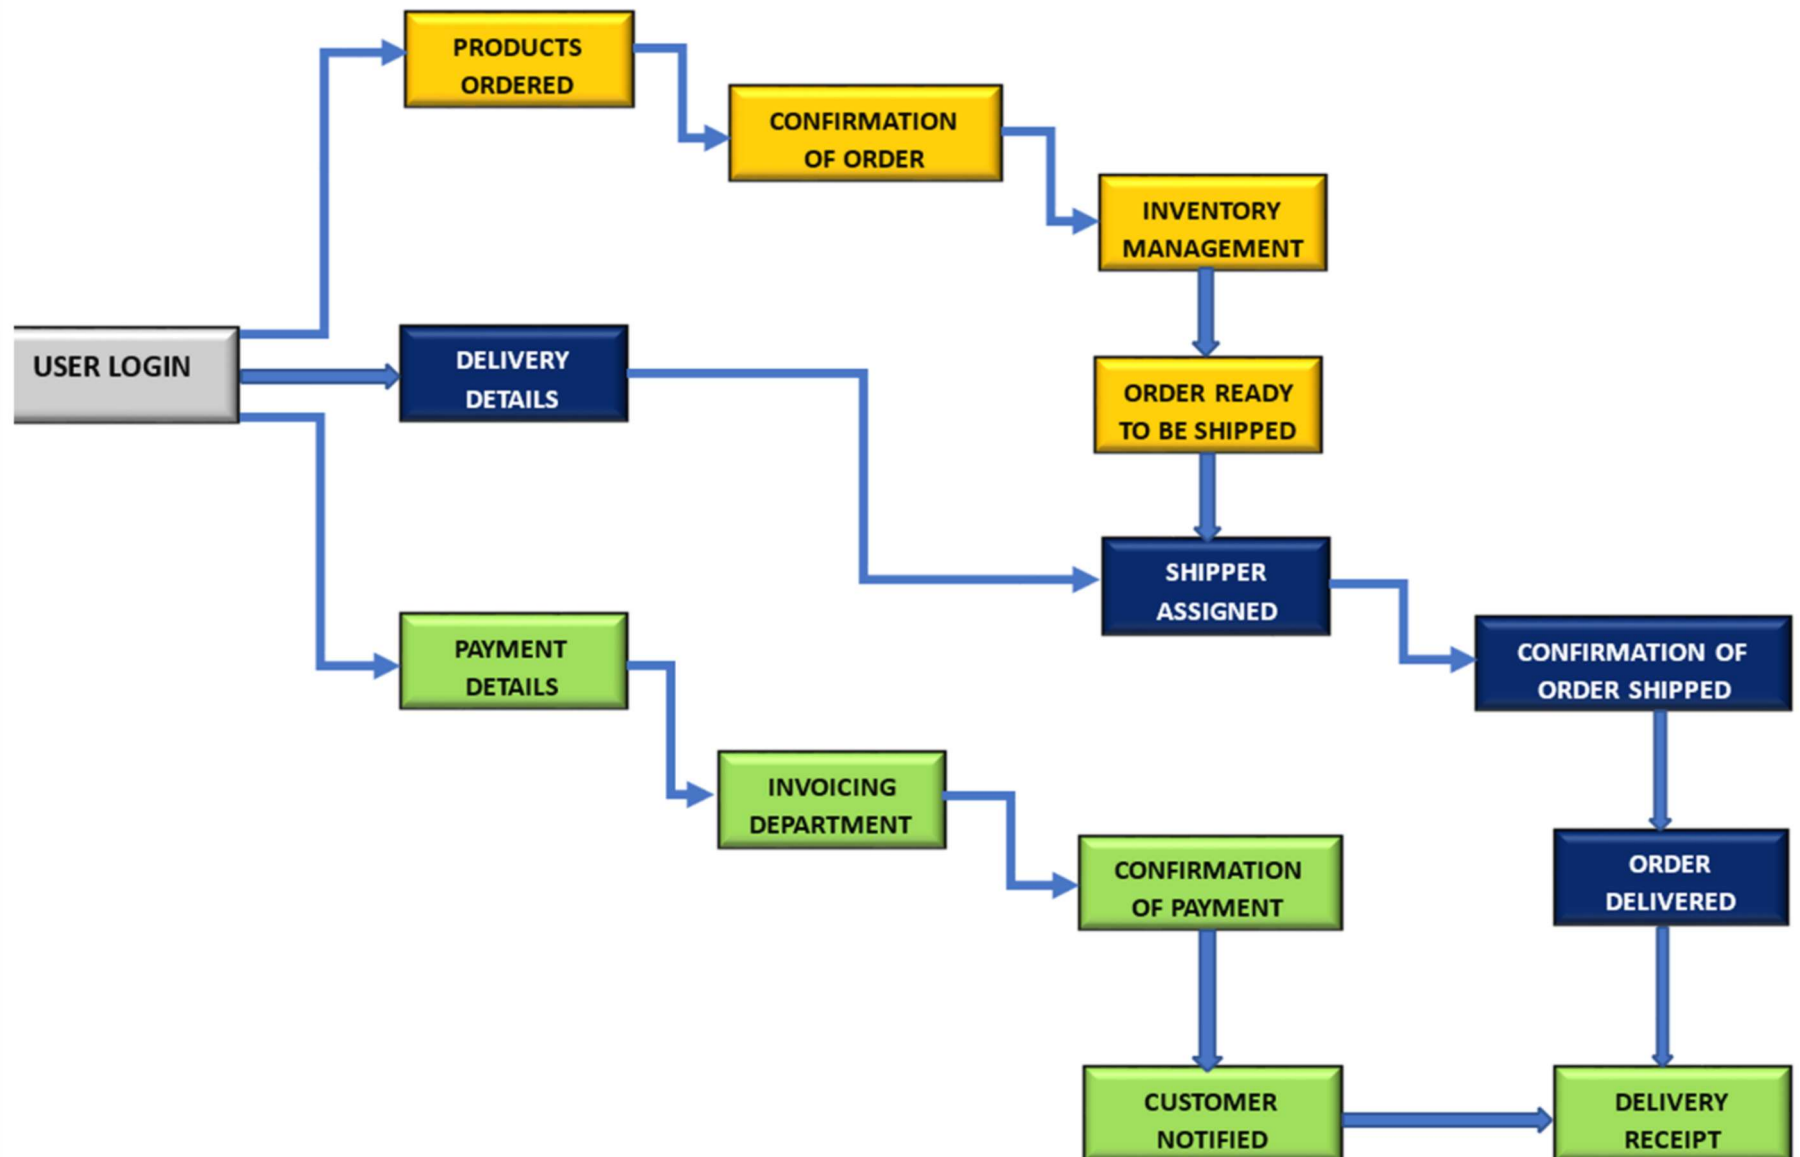 PRODUCTS
ORDERED
CONFIRMATION
OF ORDER
INVENTORY
MANAGEMENT
USER LOGIN
DELIVERY
DETAILS
ORDER READY
TO BE SHIPPED
SHIPPER
ASSIGNED
PAYMENT
DETAILS
CONFIRMATION OF
ORDER SHIPPED
INVOICING
DEPARTMENT
CONFIRMATION
OF PAYMENT
ORDER
DELIVERED
CUSTOMER
NOTIFIED
DELIVERY
RECEIPT